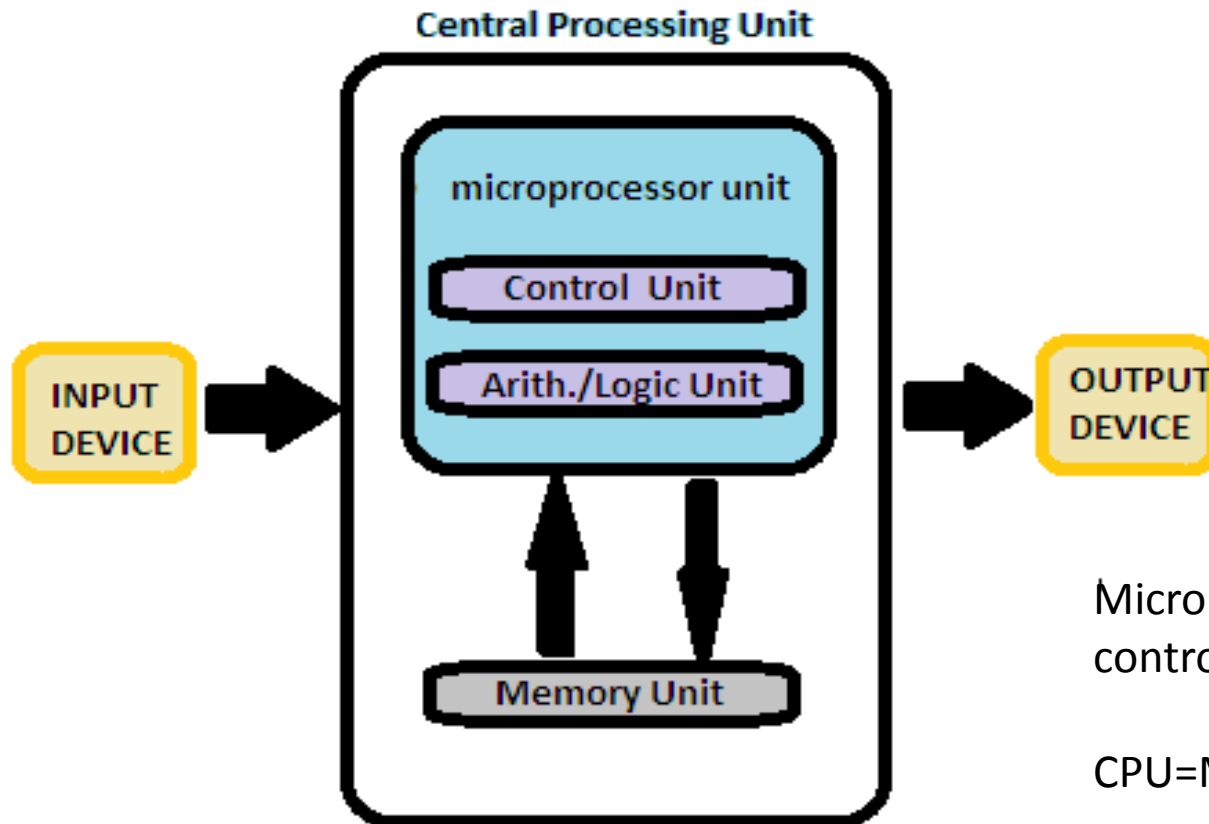 Central Processing Unit
microprocessor unit
Control Unit
Arith./Logic Unit
INPUT
DEVICE
OUTPUT
DEVICE
Memory Unit
Micro
contro
CPU=